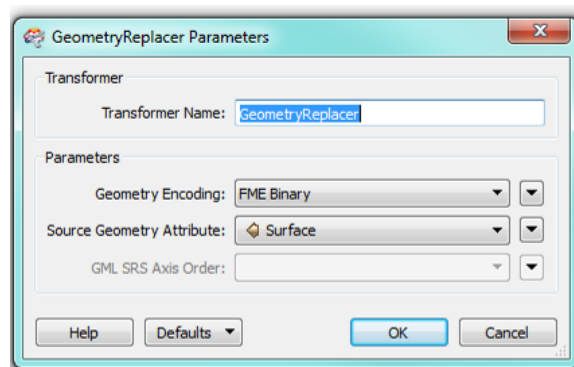 GeometryReplacer Parameters
Transformer
Transformer Name: GeometryReplacer
Parameters
Geometry Encoding: FME Binary
Source Geometry Attribute: Surface
GML SRS Axis Order:
Help Defaults OK Cancel